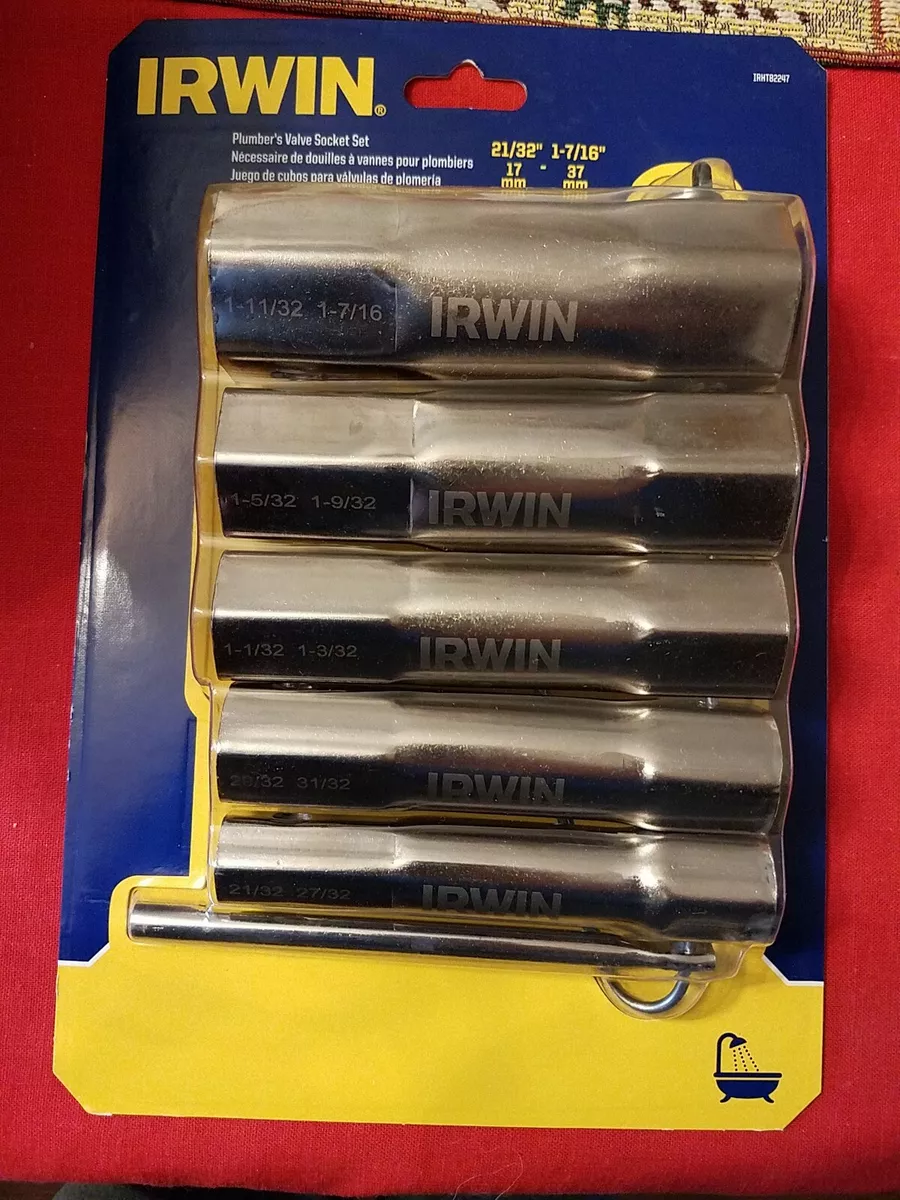 IRWIN®
IRHT82247
Plumber's Valve Socket Set
Nécessaire de douilles à vannes pour plombiers
Juego de cubos para válvulas de plomería
21/32" 1-7/16"
17 - 37
mm mm
1-11/32 1-7/16 IRWIN
1-5/32 1-9/32 IRWIN
1-1/32 1-3/32 IRWIN
31/32 IRWIN
21/32 27/32 IRWIN